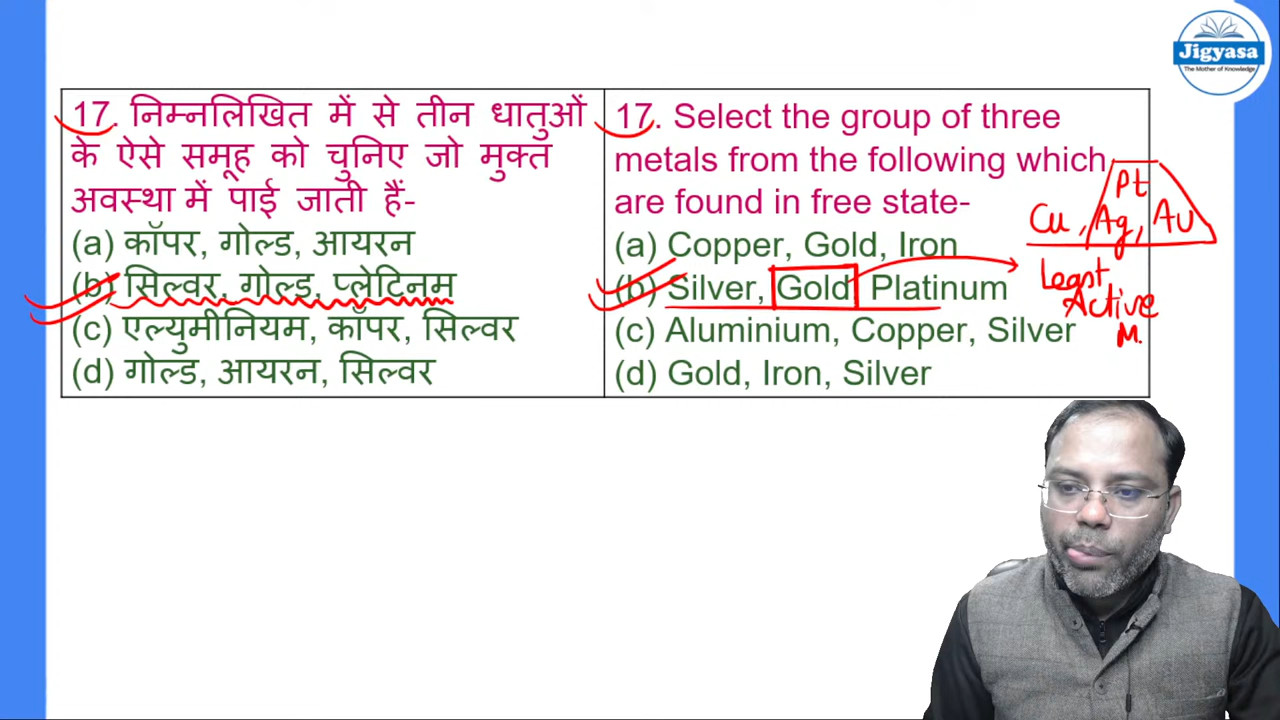 Jigyasa
The Mother of Knowledge
17. निम्नलिखित में से तीन धातुओं
के ऐसे समूह को चुनिए जो मुक्त
अवस्था में पाई जाती हैं-
(a) कॉपर, गोल्ड, आयरन
(b) सिल्वर, गोल्ड, प्लेटिनम
(c) एल्युमीनियम, कॉपर, सिल्वर
(d) गोल्ड, आयरन, सिल्वर
17. Select the group of three
metals from the following which
are found in free state-
(a) Copper, Gold, Iron
(b) Silver, Gold, Platinum
(c) Aluminium, Copper, Silver
(d) Gold, Iron, Silver
Pt
Cu, Ag, Au
Least
Active
M.